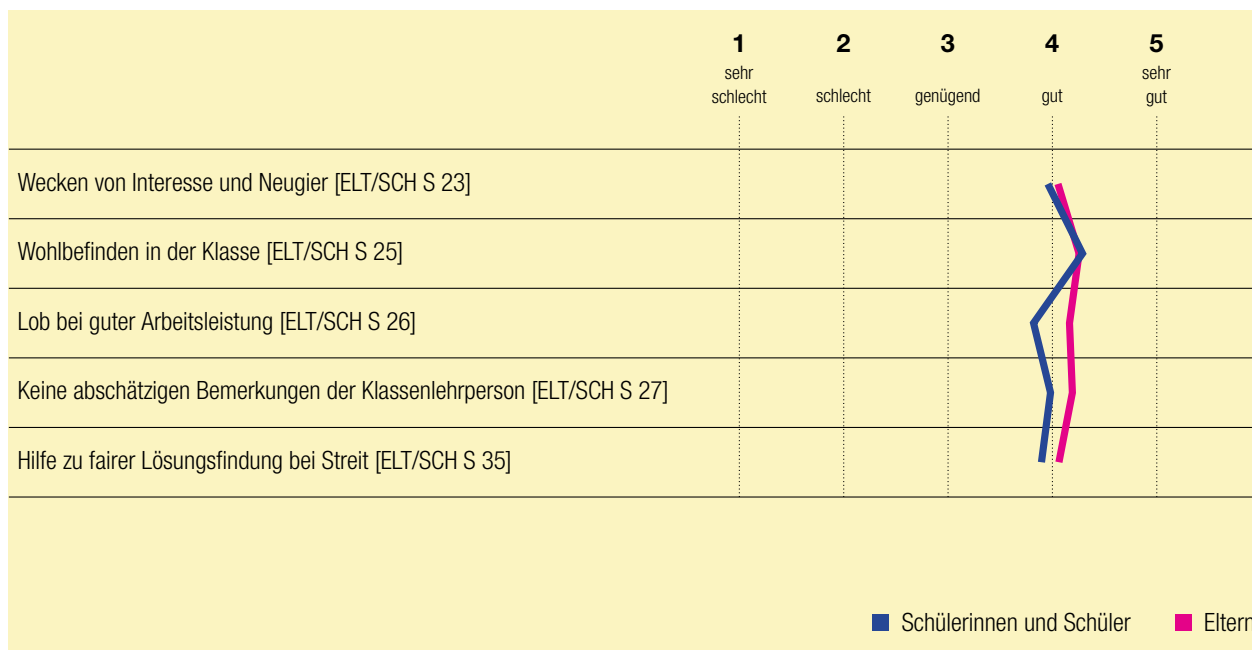 1 2 3 4 5
sehr sehr
schlecht schlecht genügend gut gut
Wecken von Interesse und Neugier [ELT/SCH S 23]
Wohlbefinden in der Klasse [ELT/SCH S 25]
Lob bei guter Arbeitsleistung [ELT/SCH S 26]
Keine abschätzigen Bemerkungen der Klassenlehrperson [ELT/SCH S 27]
Hilfe zu fairer Lösungsfindung bei Streit [ELT/SCH S 35]
Schülerinnen und Schüler Eltern